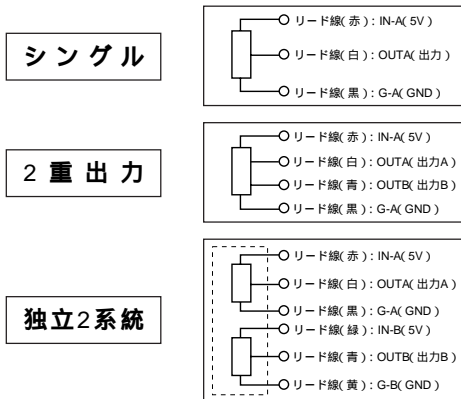 シングル
リード線(赤): IN-A(5V)
リード線(白): OUTA(出力)
リード線(黒): G-A(GND)
2重出力
リード線(赤): IN-A(5V)
リード線(白): OUTA(出力A)
リード線(青): OUTB(出力B)
リード線(黒): G-A(GND)
独立2系統
リード線(赤): IN-A(5V)
リード線(白): OUTA(出力A)
リード線(黒): G-A(GND)
リード線(緑): IN-B(5V)
リード線(青): OUTB(出力B)
リード線(黄): G-B(GND)